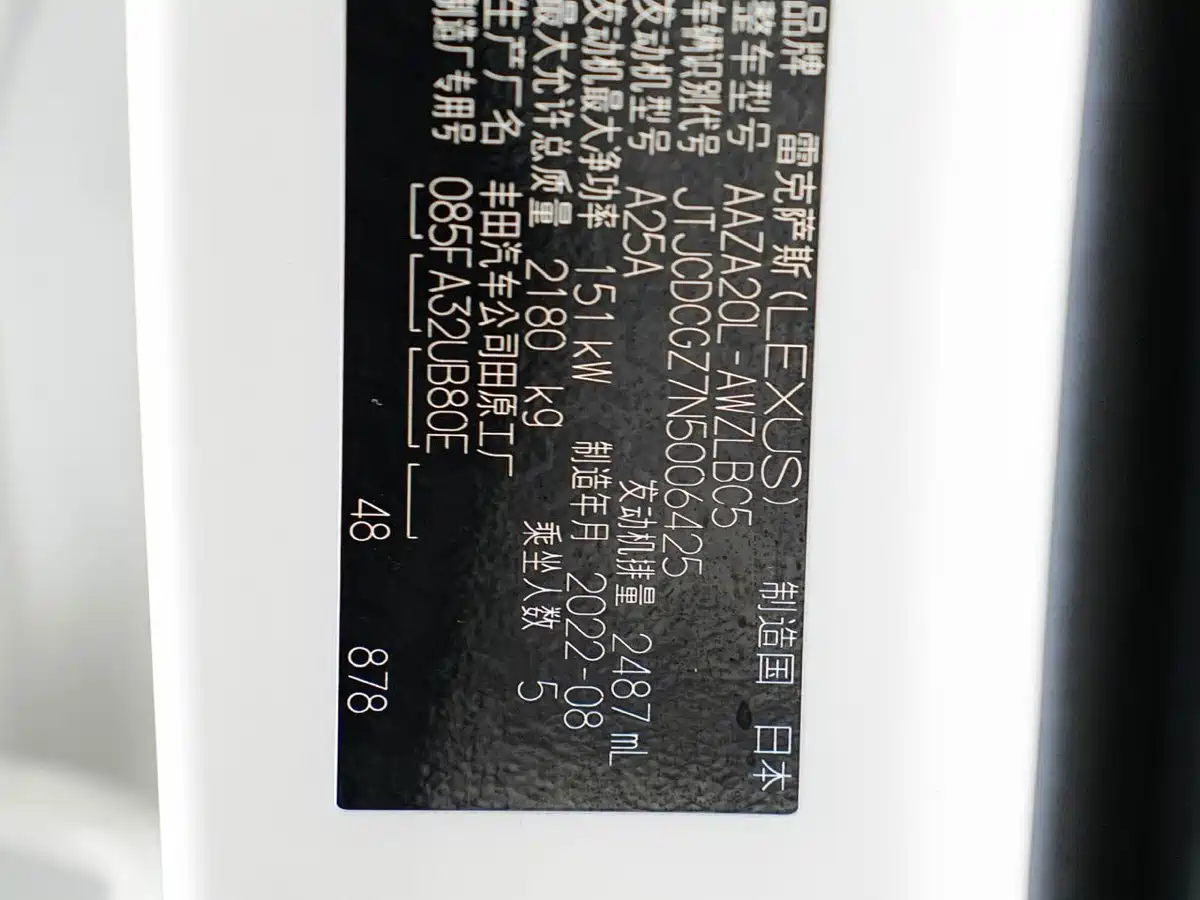 品牌 雷克萨斯(LEXUS) 制造国 日本
整车型号 AAZA20L-AWZLBC5
车辆识别代号 JTJCDCGZ7N5006425
发动机型号 A25A 发动机排量 2487 mL
发动机最大净功率 151 kW 制造年月 2022-08
最大允许总质量 2180 kg 乘坐人数 5
生产厂名 丰田汽车公司田原工厂
制造厂专用号 085FA32UB80E
48 878